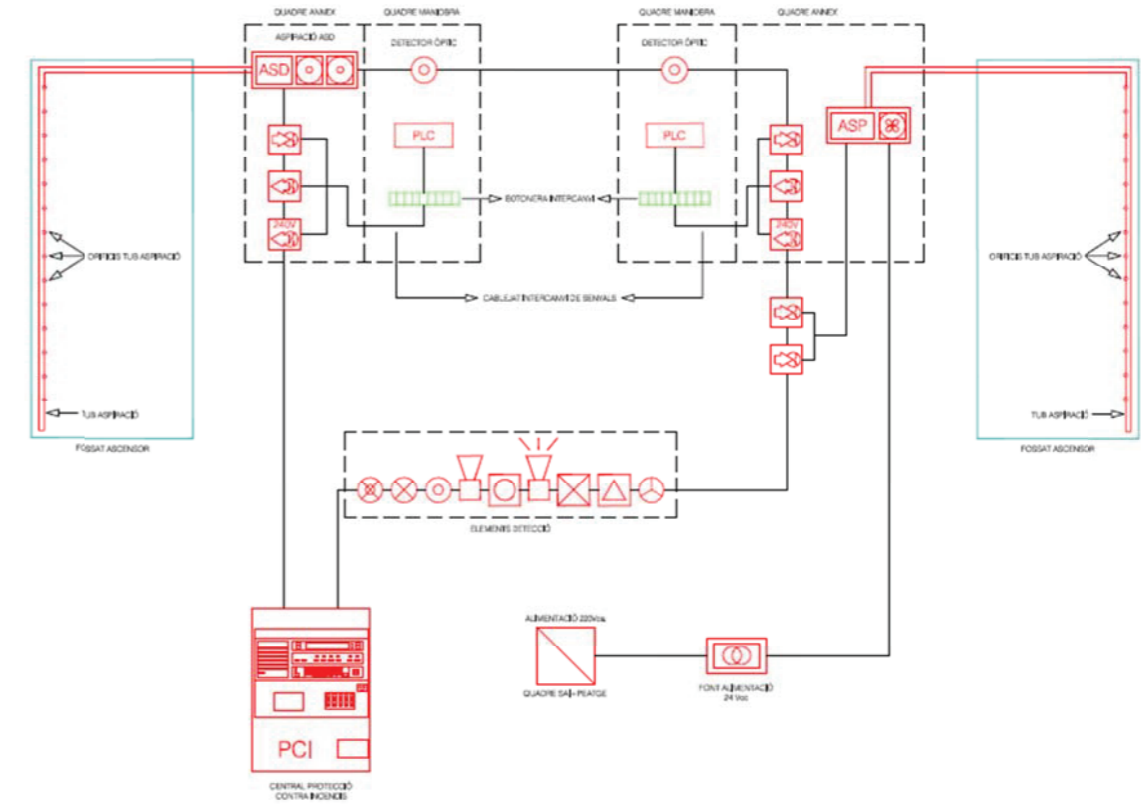 QUADRE ANNEX
QUADRE MANIOBRA
QUADRE MANIOBRA
QUADRE ANNEX
ASPIRACIÓ ASD
DETECTOR ÒPTIC
DETECTOR ÒPTIC
ASD
ASP
PLC
PLC
BOTONERA INTERCANVI
240V
240V
ORIFICIS TUB ASPIRACIÓ
ORIFICIS TUB ASPIRACIÓ
CABLEJAT INTERCANVI DE SENYALS
TUB ASPIRACIÓ
TUB ASPIRACIÓ
FOSSAT ASCENSOR
FOSSAT ASCENSOR
ELEMENTS DETECCIÓ
ALIMENTACIÓ 220Vca
QUADRE SAI-PEATGE
FONT ALIMENTACIÓ
24 Vcc
PCI
CENTRAL PROTECCIÓ
CONTRA INCENDIS